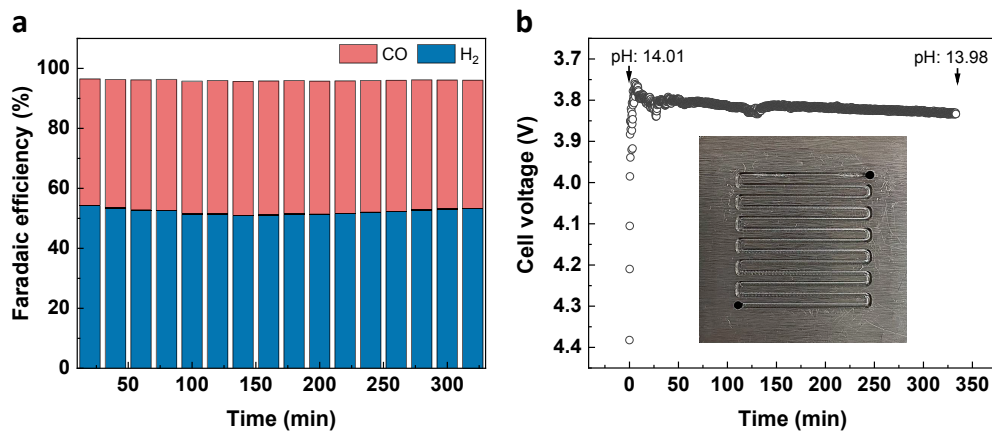 a
CO
H₂
Faradaic efficiency (%)
100
80
60
40
20
0
50
100
150
200
250
300
Time (min)
b
pH: 14.01
pH: 13.98
Cell voltage (V)
3.7
3.8
3.9
4.0
4.1
4.2
4.3
4.4
0
50
100
150
200
250
300
350
Time (min)